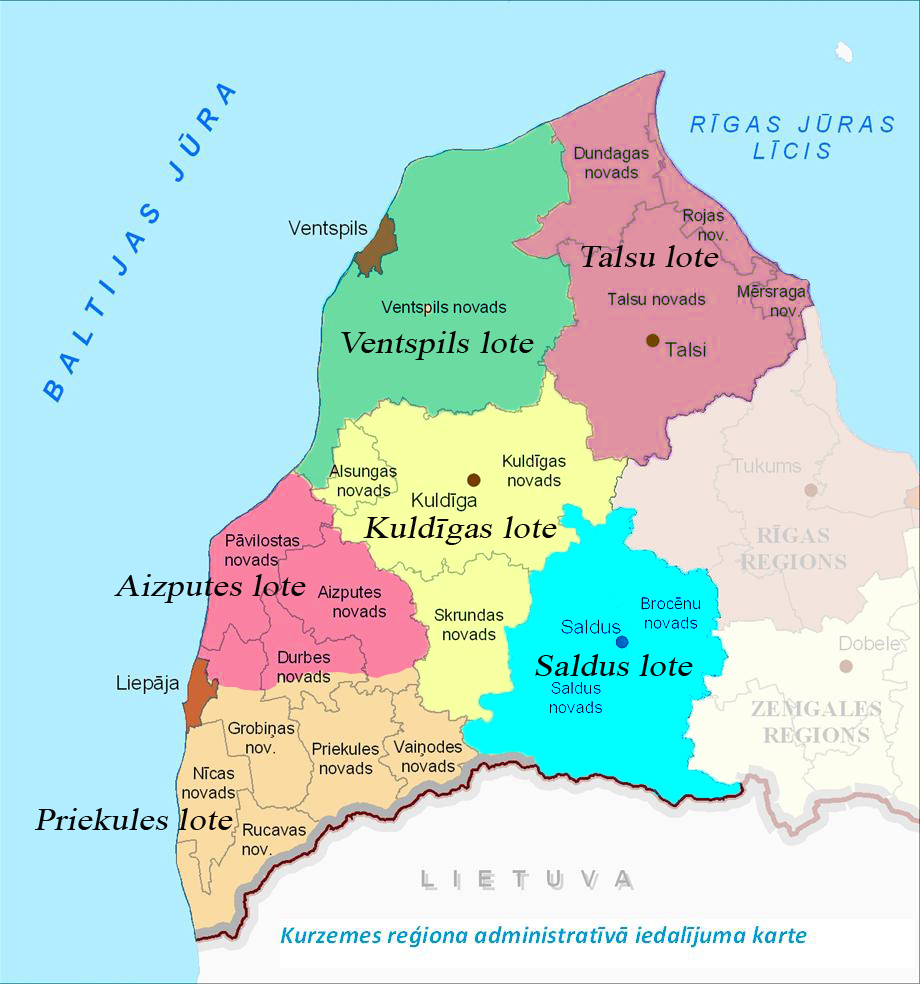 BALTIJAS JŪRA
RĪGAS JŪRAS
LĪCIS
Dundagas
novads
Rojas
nov.
Ventspils
Talsu lote
Mērsraga
nov.
Talsu novads
Ventspils novads
Ventspils lote
Talsi
Alsungas
novads
Kuldīgas
novads
Kuldīga
Kuldīgas lote
Tukums
RĪGAS
REGIONS
Pāvilostas
novads
Aizputes lote
Aizputes
novads
Skrundas
novads
Brocēnu
novads
Saldus
Saldus lote
Saldus
novads
Dobele
ZEMGALES
REGIONS
Durbes
novads
Liepāja
Grobiņas
nov.
Priekules
novads
Vaiņodes
novads
Nīcas
novads
Priekules lote
Rucavas
nov.
LIETUVA
Kurzemes reģiona administratīvā iedalījuma karte